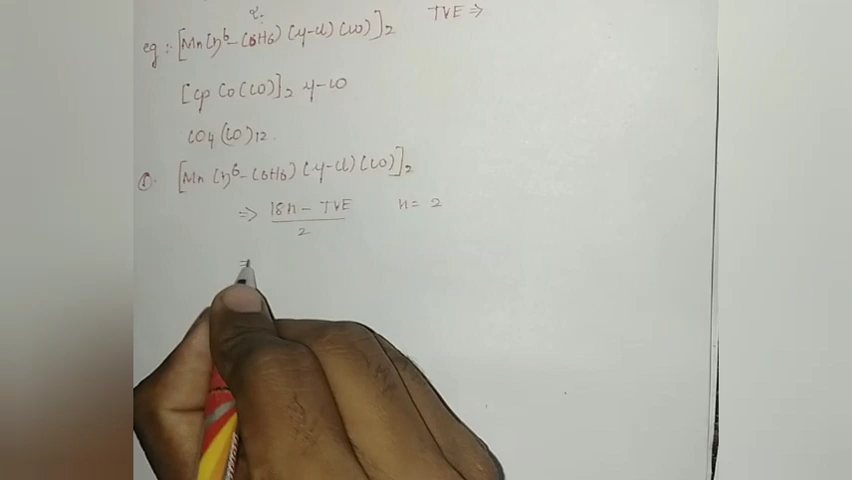 eg:- [Mn(η⁶-C6H6)(μ-Cl)(CO)]2 TVE ⇒
[Cp Co(CO)]2 μ-CO
CO4(CO)12.
①. [Mn(η⁶-C6H6)(μ-Cl)(CO)]2
⇒ 18n - TVE n = 2
2